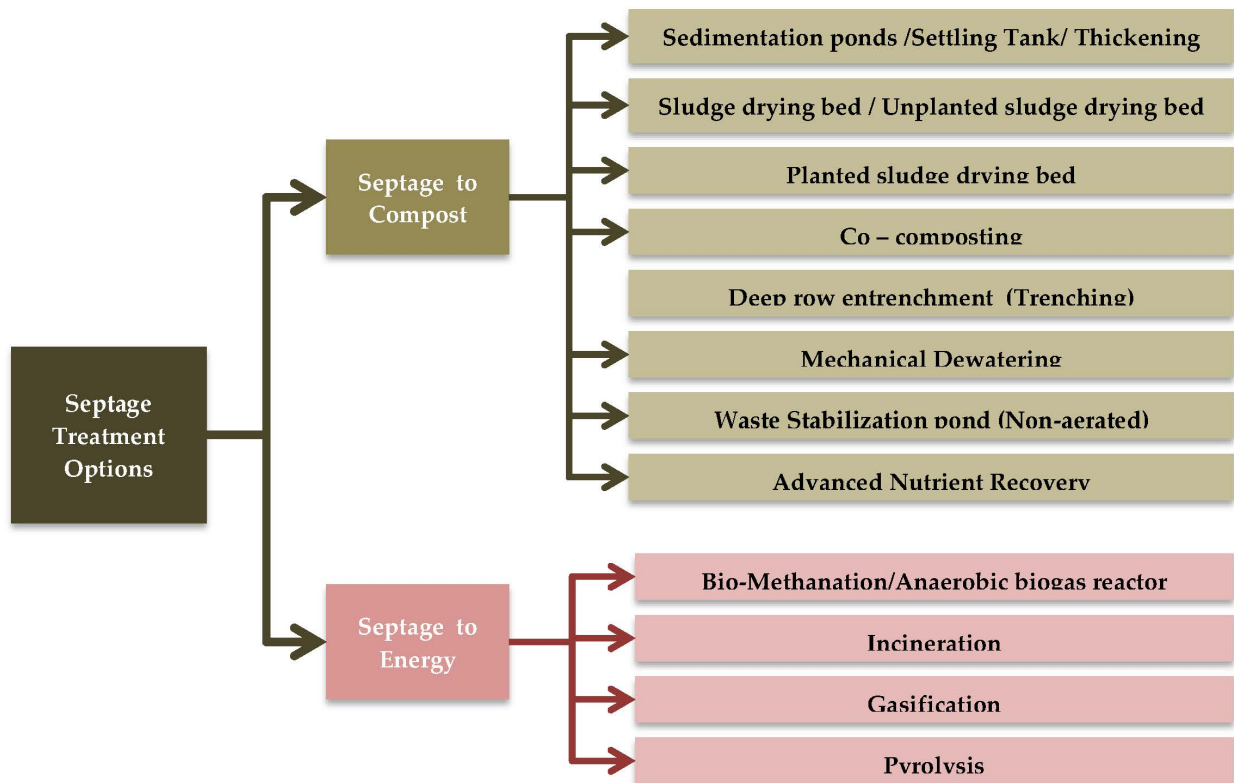 Septage
Treatment
Options
Septage to
Compost
Sedimentation ponds /Settling Tank/ Thickening
Sludge drying bed / Unplanted sludge drying bed
Planted sludge drying bed
Co – composting
Deep row entrenchment (Trenching)
Mechanical Dewatering
Waste Stabilization pond (Non-aerated)
Advanced Nutrient Recovery
Septage to
Energy
Bio-Methanation/Anaerobic biogas reactor
Incineration
Gasification
Pyrolysis